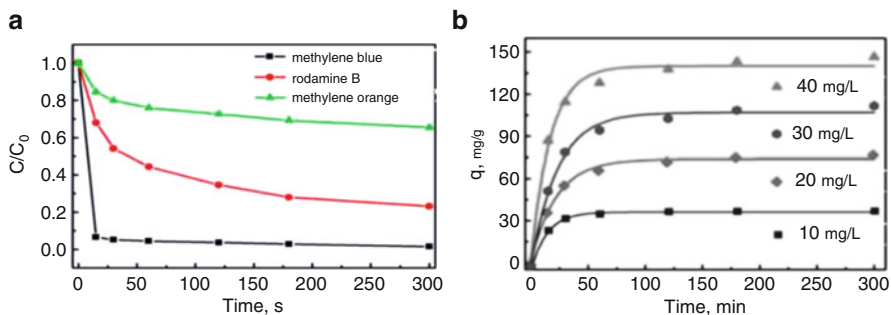 a
1.0
0.8
0.6
0.4
0.2
0.0
C/C0
methylene blue
rodamine B
methylene orange
0 50 100 150 200 250 300
Time, s
b
150
120
90
60
30
0
q, mg/g
40 mg/L
30 mg/L
20 mg/L
10 mg/L
0 50 100 150 200 250 300
Time, min